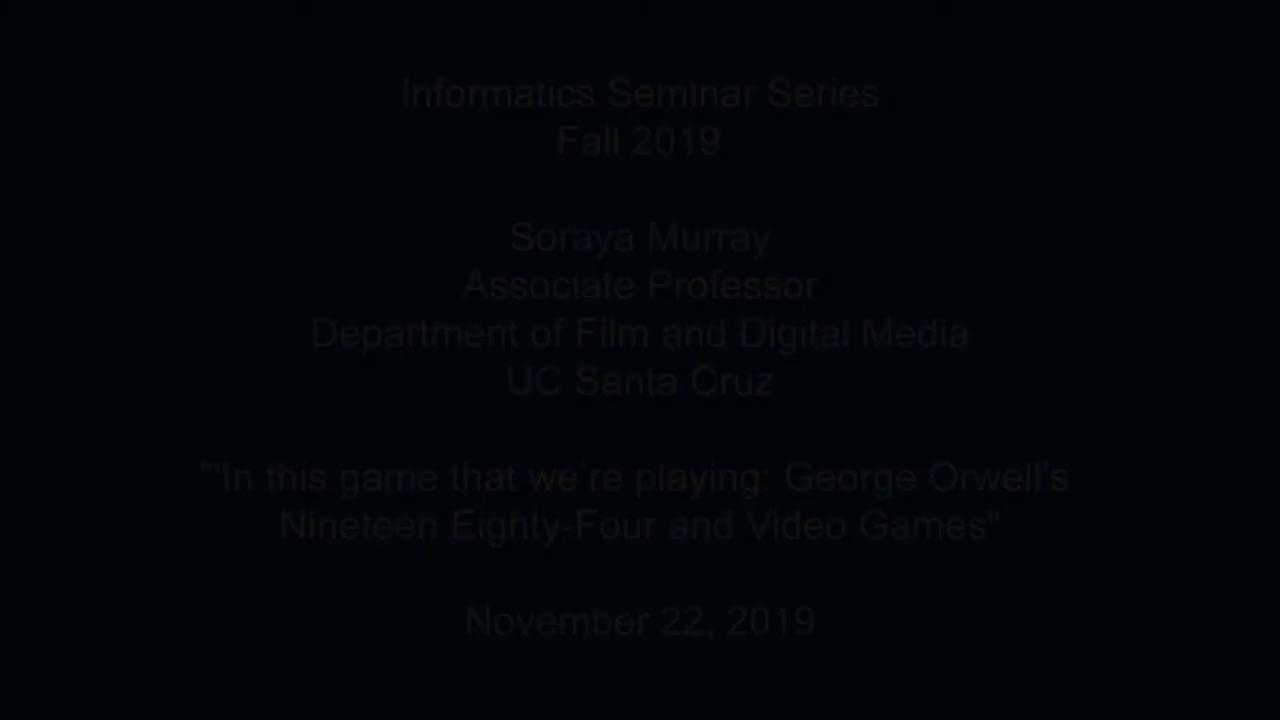 Informatics Seminar Series
Fall 2019
Soraya Murray
Associate Professor
Department of Film and Digital Media
UC Santa Cruz
"'In this game that we're playing: George Orwell's
Nineteen Eighty-Four and Video Games"
November 22, 2019